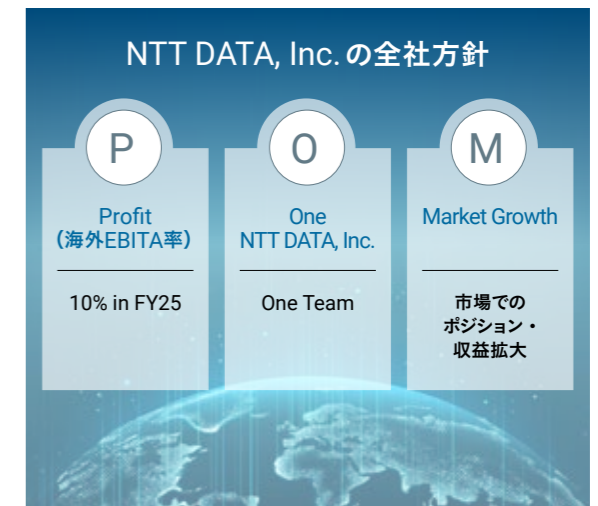 NTT DATA, Inc.の全社方針
P
Profit
（海外EBITA率）
10% in FY25
O
One
NTT DATA, Inc.
One Team
M
Market Growth
市場での
ポジション・
収益拡大